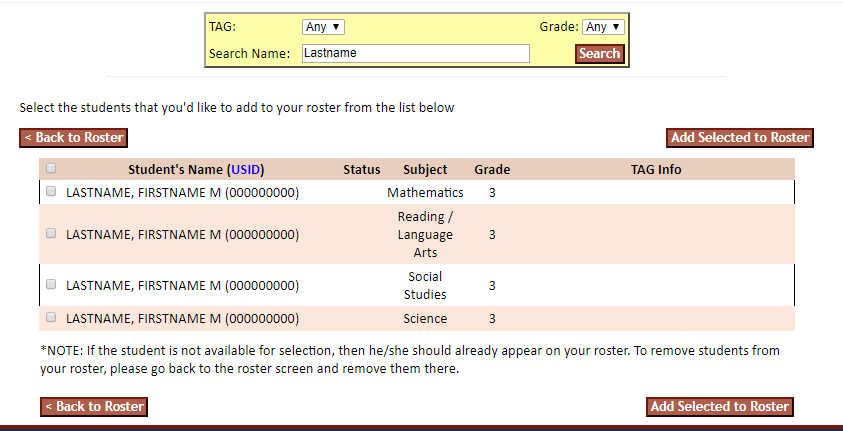 TAG: Any ▼ Grade: Any ▼
Search Name: Lastname Search
Select the students that you'd like to add to your roster from the list below
< Back to Roster Add Selected to Roster
Student's Name (USID) Status Subject Grade TAG Info
LASTNAME, FIRSTNAME M (000000000) Mathematics 3
LASTNAME, FIRSTNAME M (000000000) Reading / Language Arts 3
LASTNAME, FIRSTNAME M (000000000) Social Studies 3
LASTNAME, FIRSTNAME M (000000000) Science 3
*NOTE: If the student is not available for selection, then he/she should already appear on your roster. To remove students from
your roster, please go back to the roster screen and remove them there.
< Back to Roster Add Selected to Roster